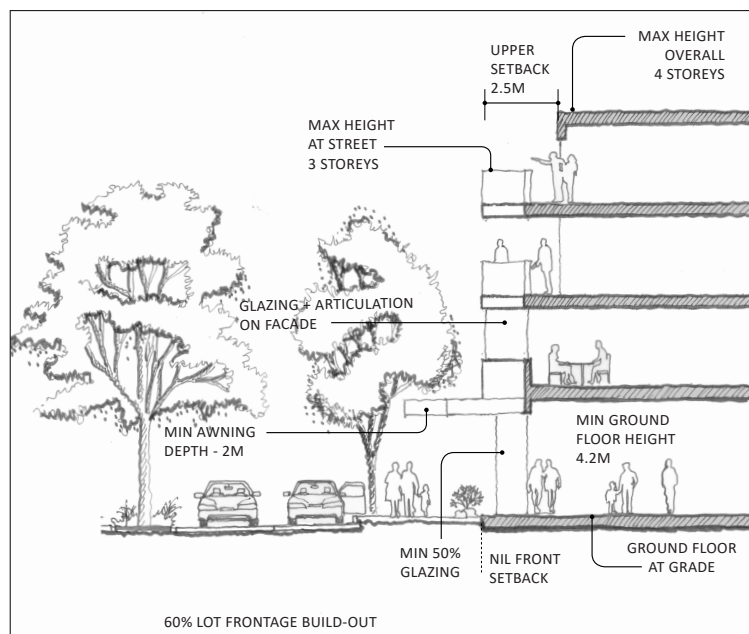 UPPER
SETBACK
2.5M
MAX HEIGHT
OVERALL
4 STOREYS
MAX HEIGHT
AT STREET
3 STOREYS
GLAZING + ARTICULATION
ON FACADE
MIN AWNING
DEPTH - 2M
MIN GROUND
FLOOR HEIGHT
4.2M
MIN 50%
GLAZING
NIL FRONT
SETBACK
GROUND FLOOR
AT GRADE
60% LOT FRONTAGE BUILD-OUT